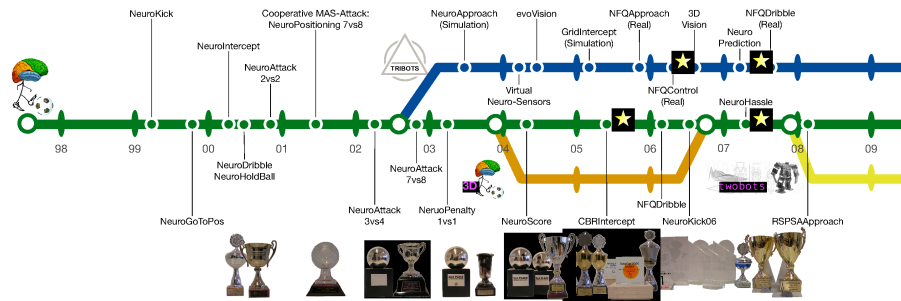 NeuroKick
Cooperative MAS-Attack:
NeuroPositioning 7vs8
NeuroApproach
(Simulation)
evoVision
NFQApproach
(Real)
3D
Vision
NFQDribble
(Real)
NeuroIntercept
GridIntercept
(Simulation)
Neuro
Prediction
NeuroAttack
2vs2
TRIBOTS
Virtual
Neuro-Sensors
NFQControl
(Real)
NeuroHassle
98
99
00
01
02
03
04
05
06
07
08
09
NeuroDribble
NeuroHoldBall
NeuroAttack
7vs8
3D
twobots
NFQDribble
NeuroGoToPos
NeuroAttack
3vs4
NeruoPenalty
1vs1
NeuroScore
CBRIntercept
NeuroKick06
RSPSAApproach